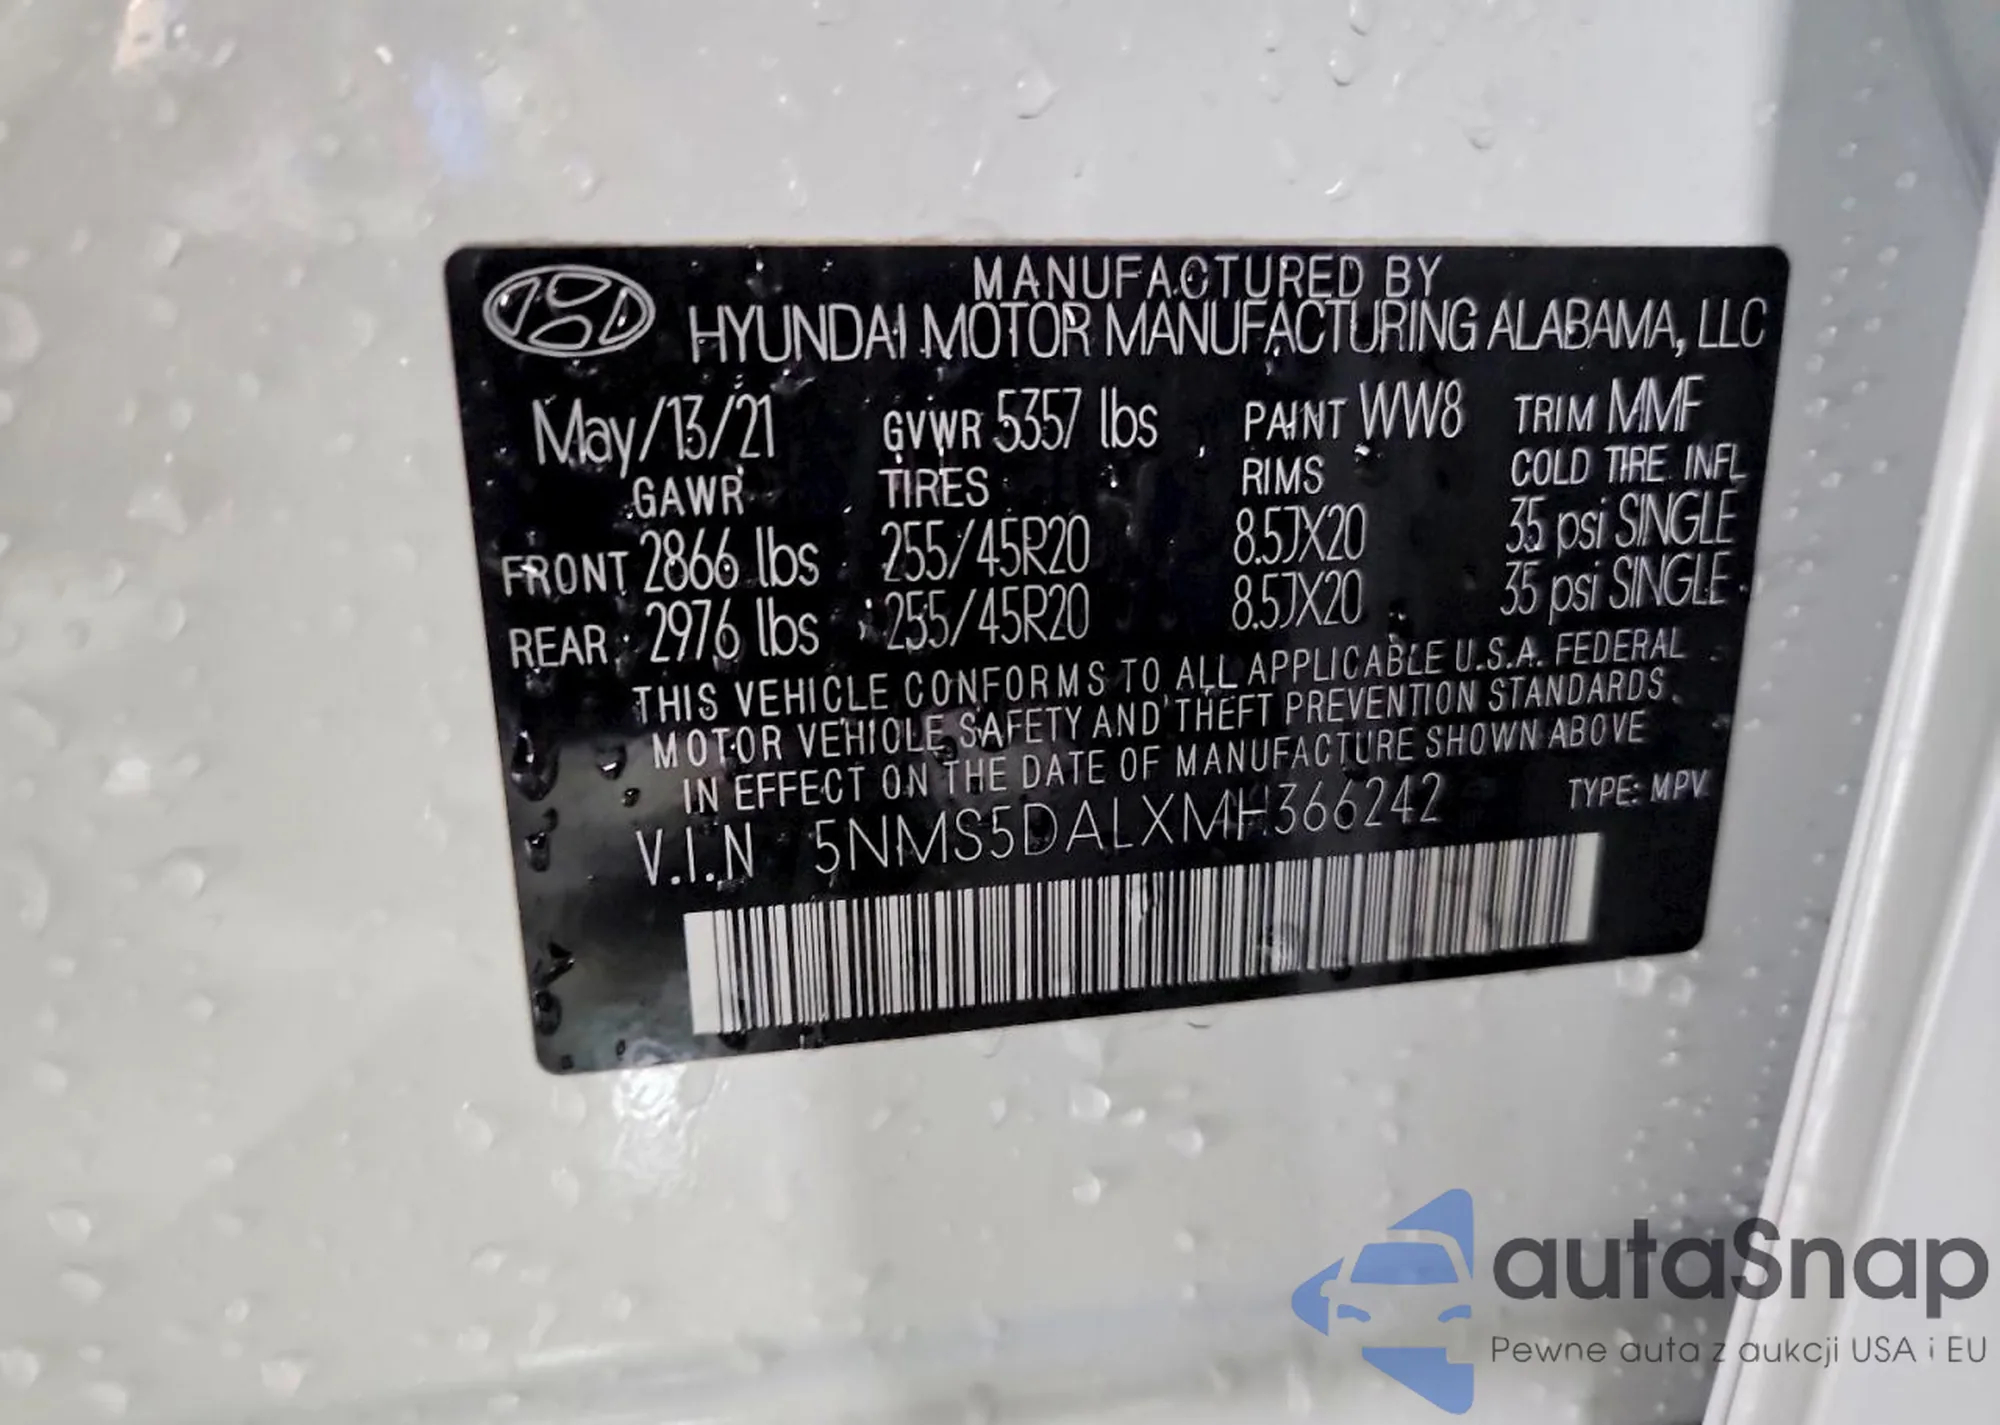 MANUFACTURED BY
HYUNDAI MOTOR MANUFACTURING ALABAMA, LLC
May/13/21 GVWR 5357 lbs PAINT WW8 TRIM MMF
GAWR TIRES RIMS COLD TIRE INFL
FRONT 2866 lbs 255/45R20 8.5JX20 35 psi SINGLE
REAR 2976 lbs 255/45R20 8.5JX20 35 psi SINGLE
THIS VEHICLE CONFORMS TO ALL APPLICABLE U.S.A. FEDERAL
MOTOR VEHICLE SAFETY AND THEFT PREVENTION STANDARDS
IN EFFECT ON THE DATE OF MANUFACTURE SHOWN ABOVE
V.I.N 5NMS5DALXMH366242 TYPE: MPV
autaSnap
Pewne auta z aukcji USA i EU